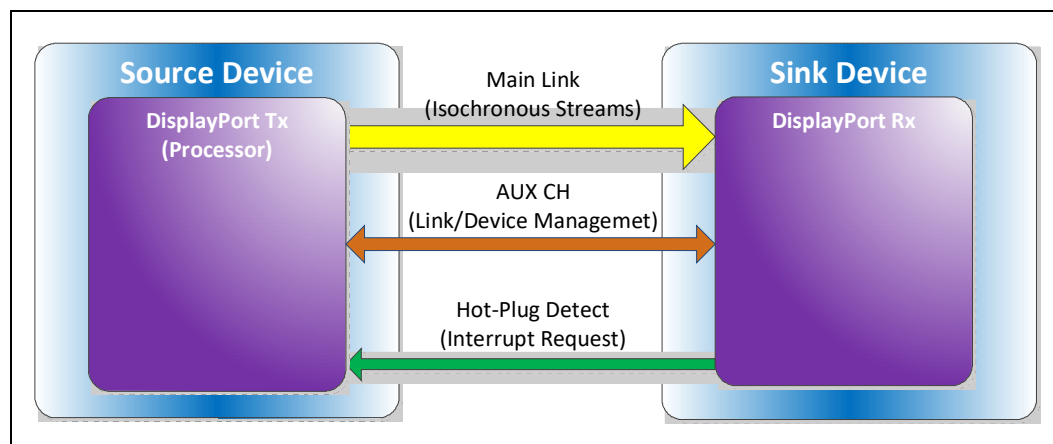 Source Device
DisplayPort Tx
(Processor)
Main Link
(Isochronous Streams)
AUX CH
(Link/Device Managemet)
Hot-Plug Detect
(Interrupt Request)
Sink Device
DisplayPort Rx